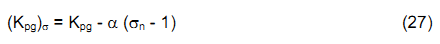 (Kpg)σ = Kpg - α (σn - 1) (27)